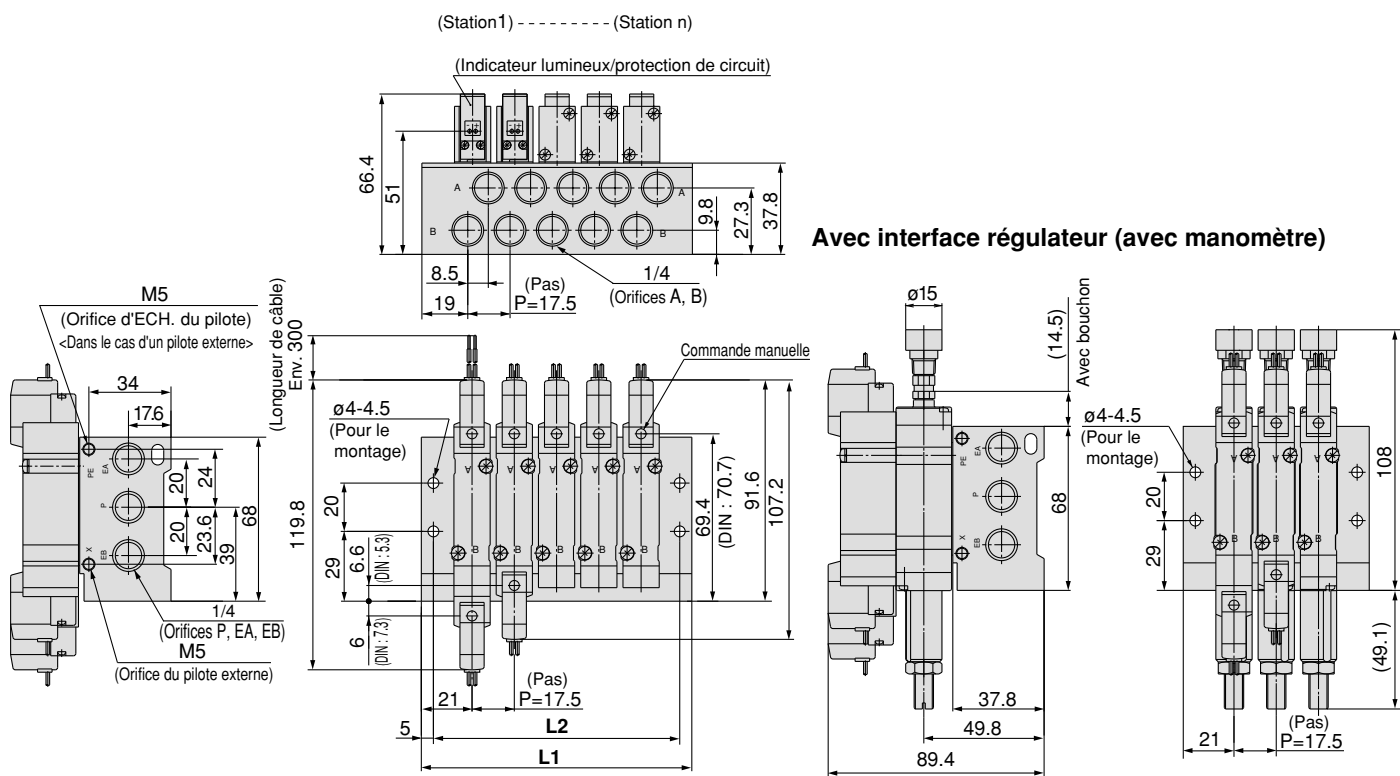 (Station1) - - - - - - - - - (Station n)
(Indicateur lumineux/protection de circuit)
66.4
51
A
A
B
B
9.8
27.3
37.8
8.5
19
(Pas)
P=17.5
1/4
(Orifices A, B)
Avec interface régulateur (avec manomètre)
M5
(Orifice d'ECH. du pilote)
<Dans le cas d'un pilote externe>
34
17.6
PE
EA
P
X
EB
20
20
24
23.6
39
68
1/4
(Orifices P, EA, EB)
M5
(Orifice du pilote externe)
(Longueur de câble)
Env. 300
Commande manuelle
ø4-4.5
(Pour le
montage)
119.8
20
29
6.6
(DIN : 5.3)
6
(DIN : 7.3)
A
A
A
A
A
B
B
B
B
B
69.4
(DIN : 70.7)
91.6
107.2
21
(Pas)
P=17.5
5
L2
L1
ø15
(14.5)
Avec bouchon
PE
EA
P
X
EB
68
37.8
49.8
89.4
ø4-4.5
(Pour le
montage)
20
29
A
A
A
B
B
B
108
(49.1)
21
(Pas)
P=17.5